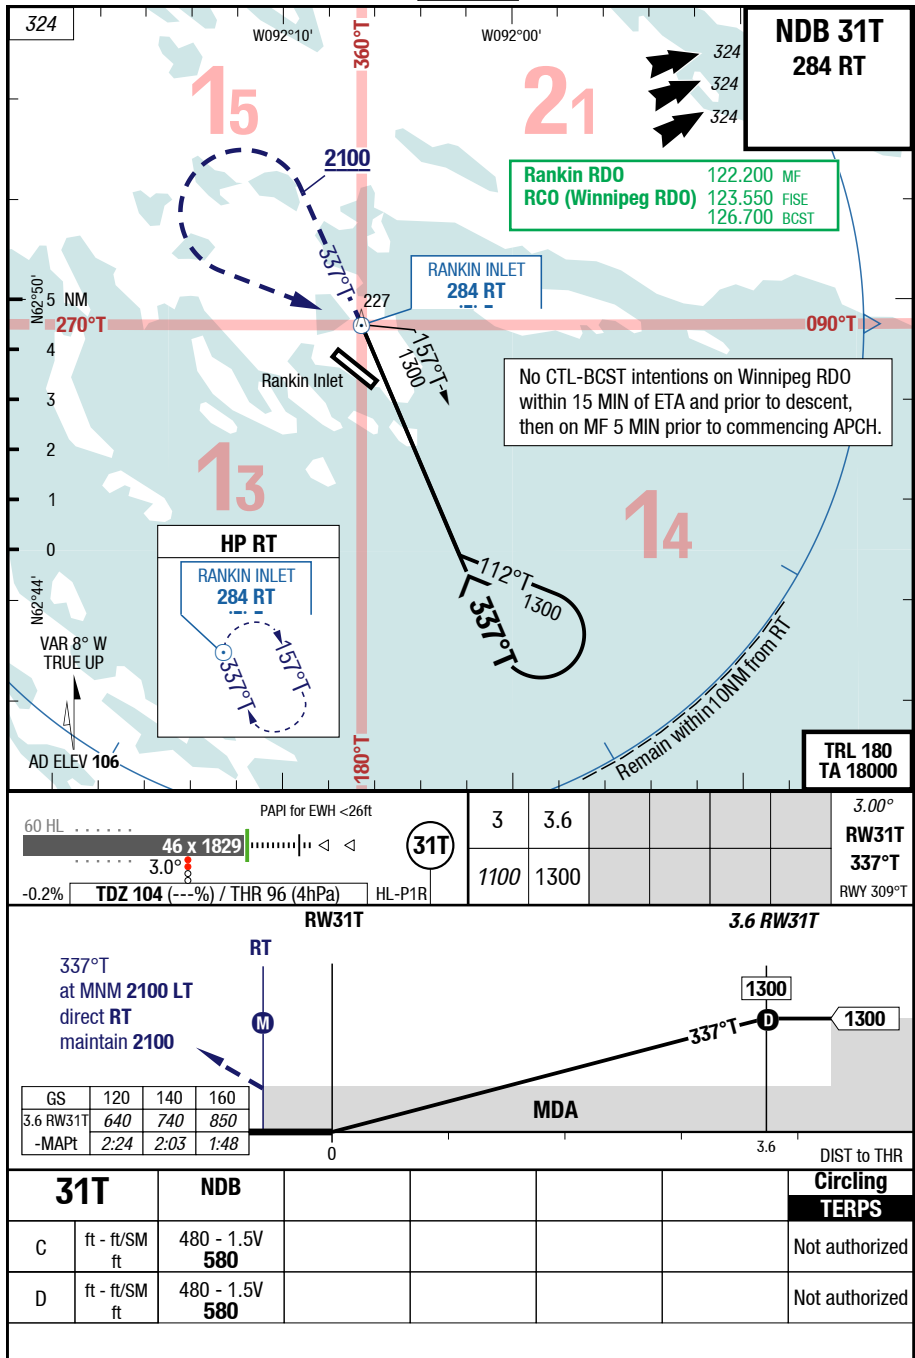 324
W092°10'
W092°00'
360°T
NDB 31T
284 RT
324
324
324
15
21
2100
Rankin RDO 122.200 MF
RCO (Winnipeg RDO) 123.550 FISE
126.700 BCST
337°T
RANKIN INLET
284 RT
N62°50'
5 NM
227
270°T
090°T
157°T
1300
4
3
2
1
0
Rankin Inlet
No CTL-BCST intentions on Winnipeg RDO
within 15 MIN of ETA and prior to descent,
then on MF 5 MIN prior to commencing APCH.
13
14
HP RT
RANKIN INLET
284 RT
157°T
337°T
112°T
1300
337°T
N62°44'
VAR 8° W
TRUE UP
AD ELEV 106
180°T
Remain within 10NM from RT
TRL 180
TA 18000
60 HL
PAPI for EWH <26ft
46 x 1829
3.0°
31T
-0.2%
TDZ 104 (---%) / THR 96 (4hPa)
HL-P1R
3 3.6
1100 1300
3.00°
RW31T
337°T
RWY 309°T
RW31T
3.6 RW31T
RT
337°T
at MNM 2100 LT
direct RT
maintain 2100
M
1300
D
1300
337°T
MDA
GS 120 140 160
3.6 RW31T 640 740 850
-MAPt 2:24 2:03 1:48
0
3.6
DIST to THR
31T NDB Circling
TERPS
C ft - ft/SM 480 - 1.5V Not authorized
ft 580
D ft - ft/SM 480 - 1.5V Not authorized
ft 580